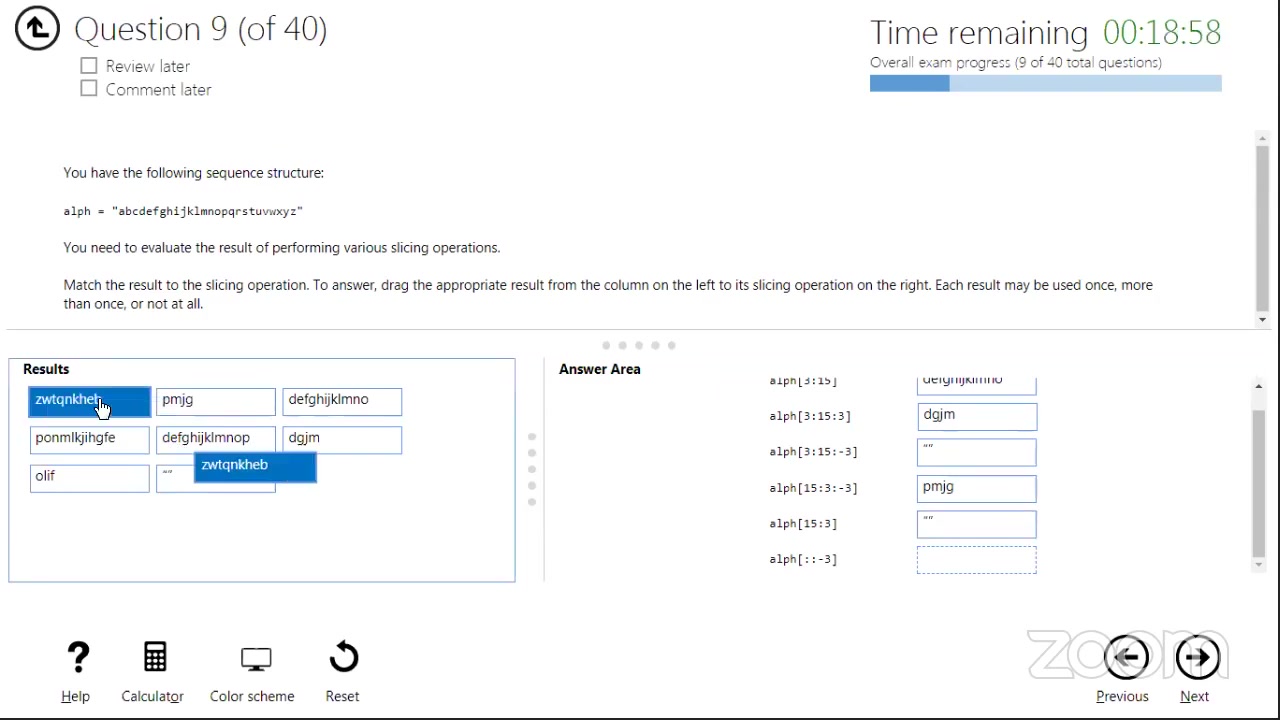 Question 9 (of 40)
Review later
Comment later
Time remaining 00:18:58
Overall exam progress (9 of 40 total questions)
You have the following sequence structure:
alph = "abcdefghijklmnopqrstuvwxyz"
You need to evaluate the result of performing various slicing operations.
Match the result to the slicing operation. To answer, drag the appropriate result from the column on the left to its slicing operation on the right. Each result may be used once, more
than once, or not at all.
Results
zwtqnkheb pmjg defghijklmno
ponmlkjihgfe defghijklmnop dgjm
zwtqnkheb
olif ""
Answer Area
alph[3:15] defghijklmno
alph[3:15:3] dgjm
alph[3:15:-3] ""
alph[15:3:-3] pmjg
alph[15:3] ""
alph[::-3]
? 
Help Calculator Color scheme Reset
zoom
Previous Next